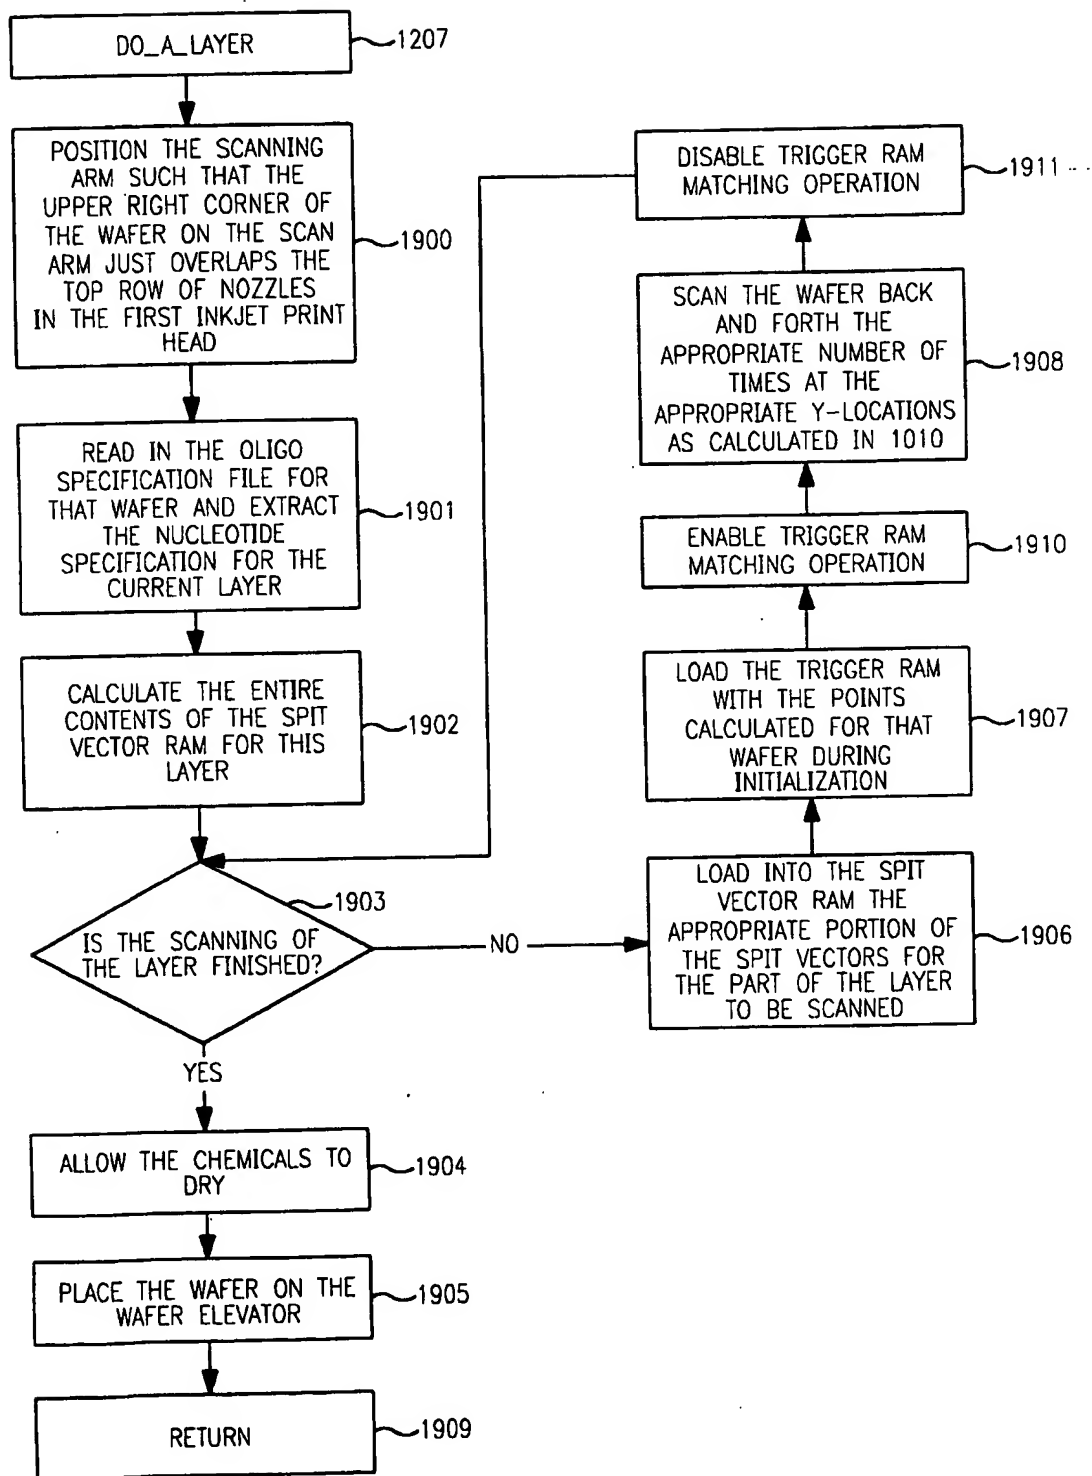 DO_A_LAYER
1207
POSITION THE SCANNING
ARM SUCH THAT THE
UPPER RIGHT CORNER OF
THE WAFER ON THE SCAN
ARM JUST OVERLAPS THE
TOP ROW OF NOZZLES
IN THE FIRST INKJET PRINT
HEAD
1900
READ IN THE OLIGO
SPECIFICATION FILE FOR
THAT WAFER AND EXTRACT
THE NUCLEOTIDE
SPECIFICATION FOR THE
CURRENT LAYER
1901
CALCULATE THE ENTIRE
CONTENTS OF THE SPIT
VECTOR RAM FOR THIS
LAYER
1902
IS THE SCANNING OF
THE LAYER FINISHED?
1903
NO
YES
LOAD INTO THE SPIT
VECTOR RAM THE
APPROPRIATE PORTION OF
THE SPIT VECTORS FOR
THE PART OF THE LAYER
TO BE SCANNED
1906
LOAD THE TRIGGER RAM
WITH THE POINTS
CALCULATED FOR THAT
WAFER DURING
INITIALIZATION
1907
ENABLE TRIGGER RAM
MATCHING OPERATION
1910
SCAN THE WAFER BACK
AND FORTH THE
APPROPRIATE NUMBER OF
TIMES AT THE
APPROPRIATE Y-LOCATIONS
AS CALCULATED IN 1010
1908
DISABLE TRIGGER RAM
MATCHING OPERATION
1911
ALLOW THE CHEMICALS TO
DRY
1904
PLACE THE WAFER ON THE
WAFER ELEVATOR
1905
RETURN
1909